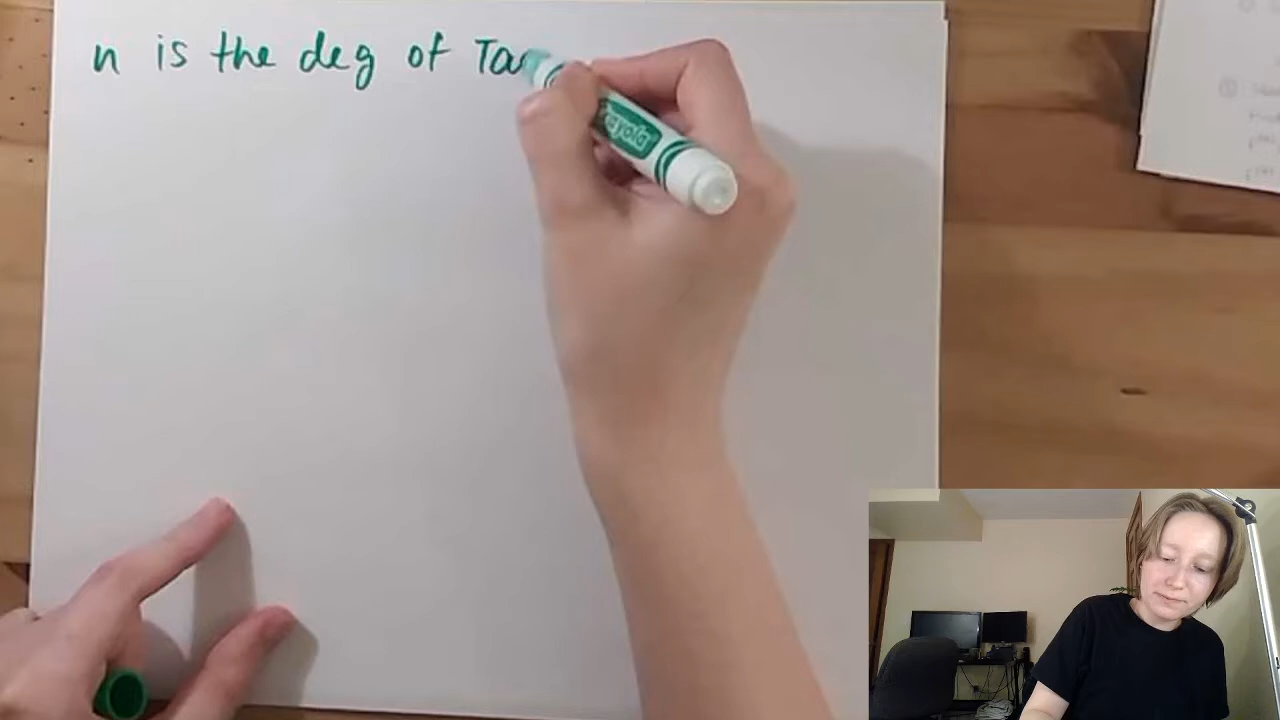 n is the deg of Ta